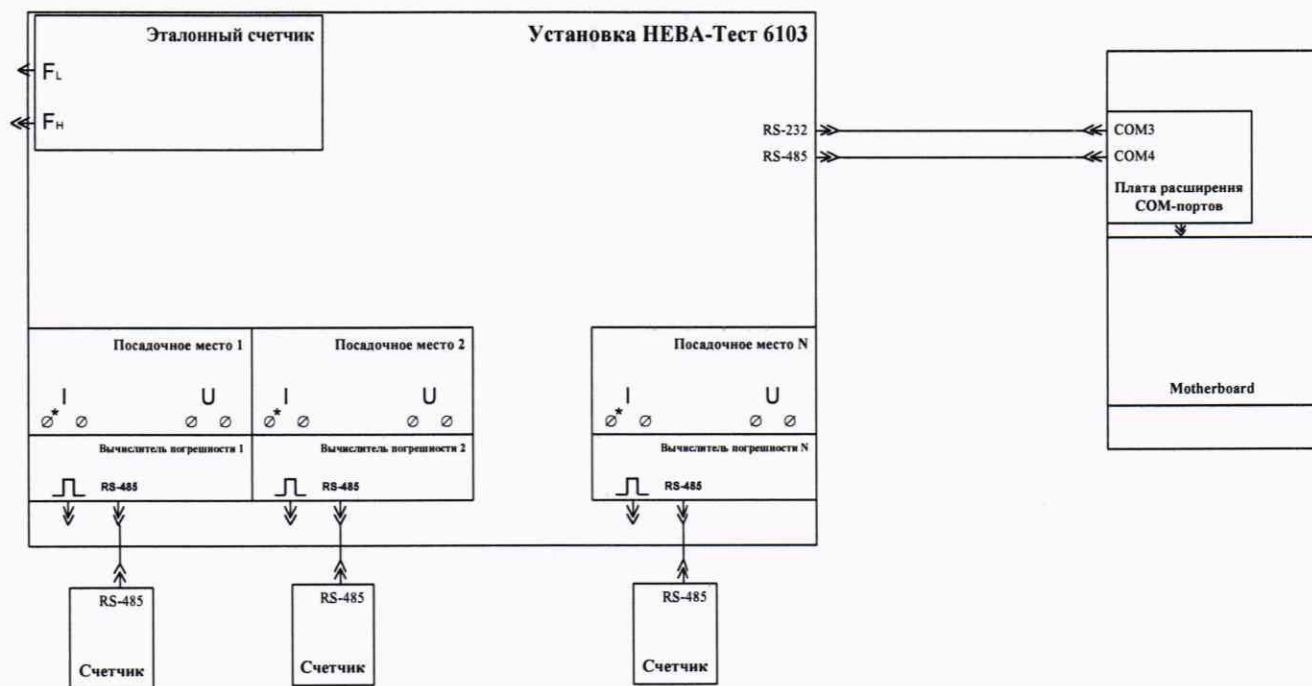 Эталонный счетчик
Установка НЕВА-Тест 6103
FL
FH
RS-232
RS-485
COM3
COM4
Плата расширения
COM-портов
Motherboard
Посадочное место 1
I
U
*
Вычислитель погрешности 1
RS-485
Посадочное место 2
I
U
*
Вычислитель погрешности 2
RS-485
Посадочное место N
I
U
*
Вычислитель погрешности N
RS-485
RS-485
Счетчик
RS-485
Счетчик
RS-485
Счетчик